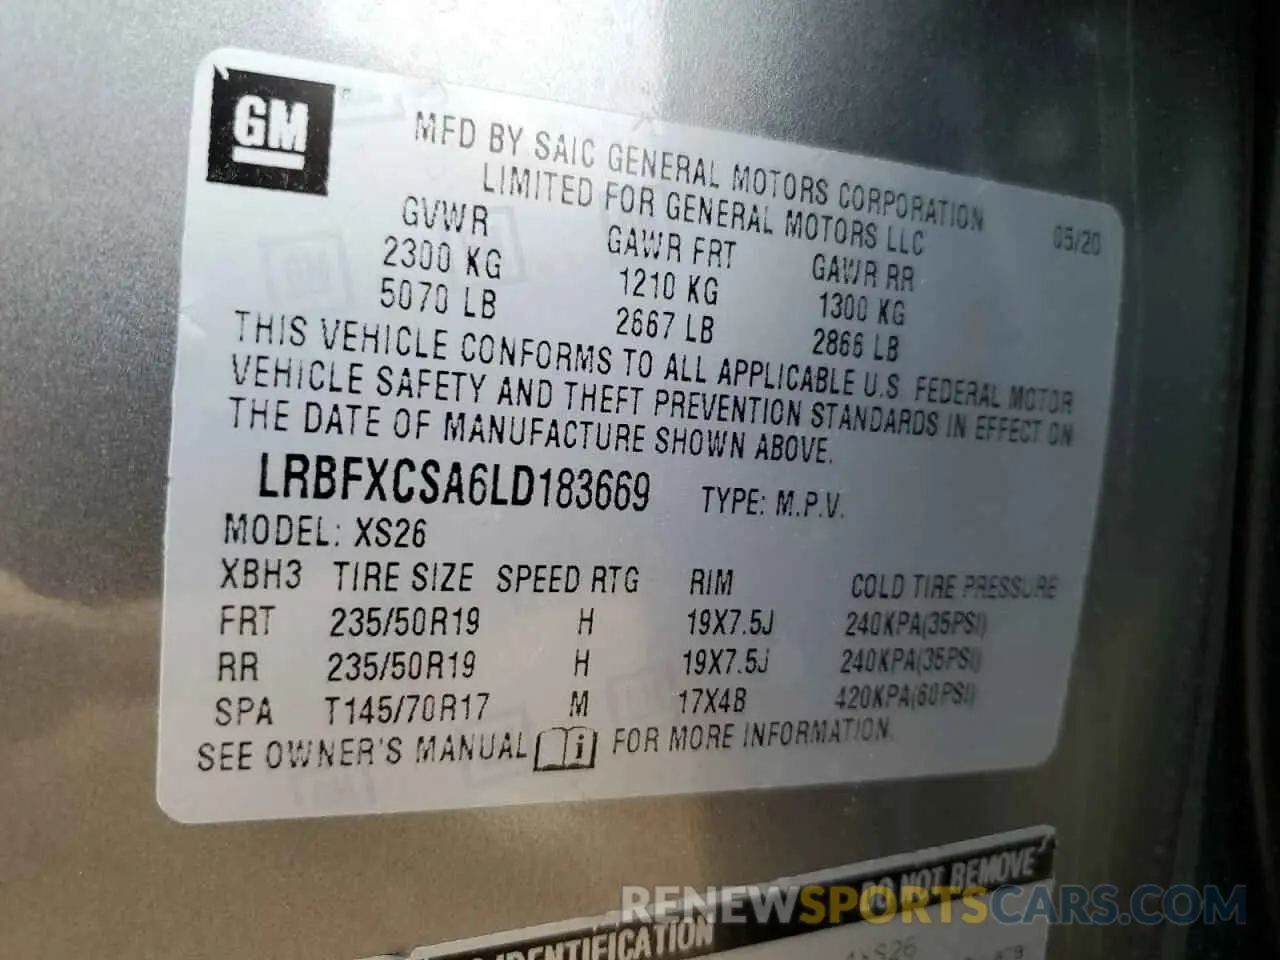 GM
MFD BY SAIC GENERAL MOTORS CORPORATION
LIMITED FOR GENERAL MOTORS LLC
05/20
GVWR GAWR FRT GAWR RR
2300 KG 1210 KG 1300 KG
5070 LB 2667 LB 2866 LB
THIS VEHICLE CONFORMS TO ALL APPLICABLE U.S. FEDERAL MOTOR
VEHICLE SAFETY AND THEFT PREVENTION STANDARDS IN EFFECT ON
THE DATE OF MANUFACTURE SHOWN ABOVE.
LRBFXCSA6LD183669 TYPE: M.P.V.
MODEL: XS26
XBH3 TIRE SIZE SPEED RTG RIM COLD TIRE PRESSURE
FRT 235/50R19 H 19X7.5J 240KPA(35PSI)
RR 235/50R19 H 19X7.5J 240KPA(35PSI)
SPA T145/70R17 M 17X4B 420KPA(60PSI)
SEE OWNER'S MANUAL i FOR MORE INFORMATION.
IDENTIFICATION DO NOT REMOVE
XS26
RENEWSPORTSCARS.COM